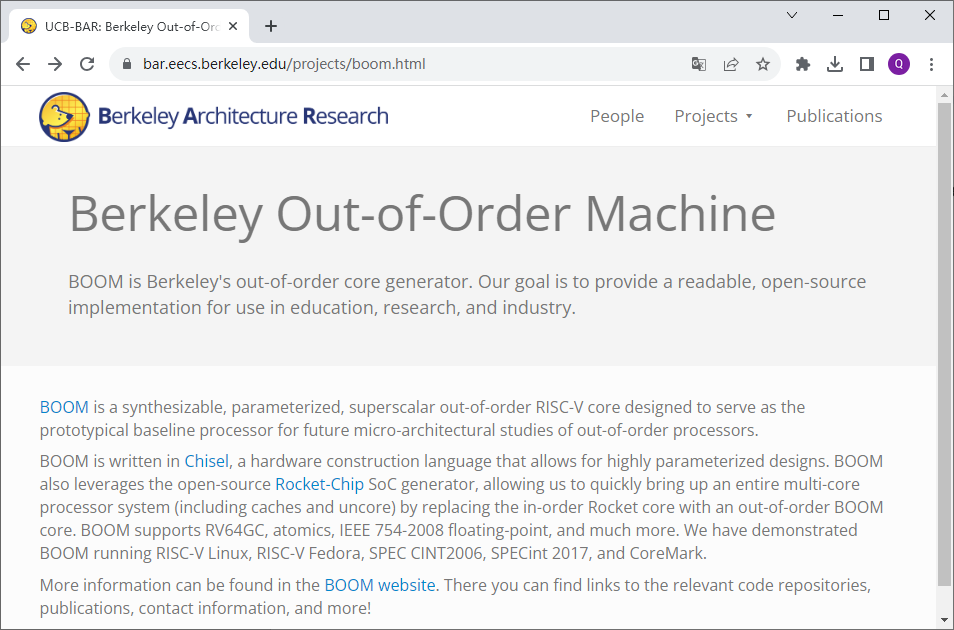 UCB-BAR: Berkeley Out-of-Or
bar.eecs.berkeley.edu/projects/boom.html
Q
Berkeley Architecture Research
People Projects Publications
Berkeley Out-of-Order Machine
BOOM is Berkeley's out-of-order core generator. Our goal is to provide a readable, open-source
implementation for use in education, research, and industry.
BOOM is a synthesizable, parameterized, superscalar out-of-order RISC-V core designed to serve as the
prototypical baseline processor for future micro-architectural studies of out-of-order processors.
BOOM is written in Chisel, a hardware construction language that allows for highly parameterized designs. BOOM
also leverages the open-source Rocket-Chip SoC generator, allowing us to quickly bring up an entire multi-core
processor system (including caches and uncore) by replacing the in-order Rocket core with an out-of-order BOOM
core. BOOM supports RV64GC, atomics, IEEE 754-2008 floating-point, and much more. We have demonstrated
BOOM running RISC-V Linux, RISC-V Fedora, SPEC CINT2006, SPECint 2017, and CoreMark.
More information can be found in the BOOM website. There you can find links to the relevant code repositories,
publications, contact information, and more!